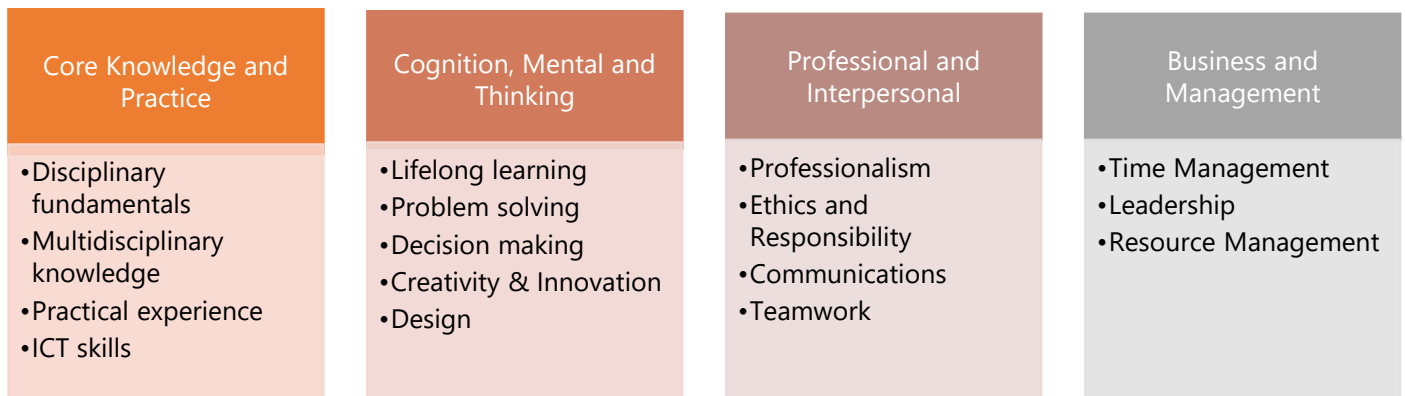 Core Knowledge and
Practice
•Disciplinary
fundamentals
•Multidisciplinary
knowledge
•Practical experience
•ICT skills
Cognition, Mental and
Thinking
•Lifelong learning
•Problem solving
•Decision making
•Creativity & Innovation
•Design
Professional and
Interpersonal
•Professionalism
•Ethics and
Responsibility
•Communications
•Teamwork
Business and
Management
•Time Management
•Leadership
•Resource Management